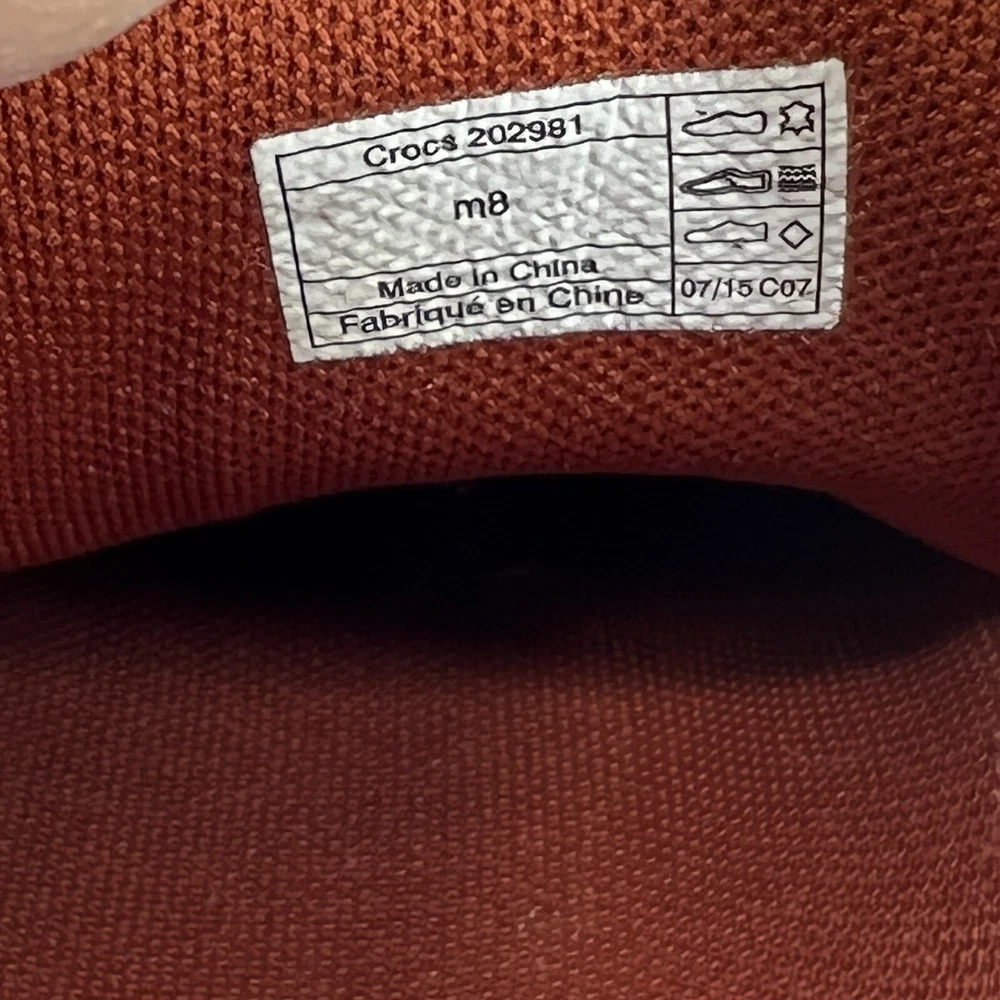 Crocs 202981
m8
Made in China
Fabriqué en Chine
07/15 C07